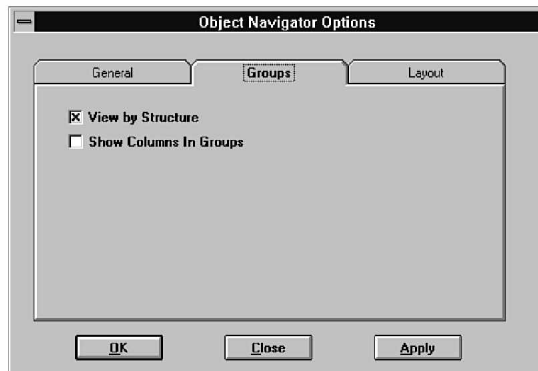 Object Navigator Options
General Groups Layout
View by Structure
Show Columns In Groups
OK Close Apply